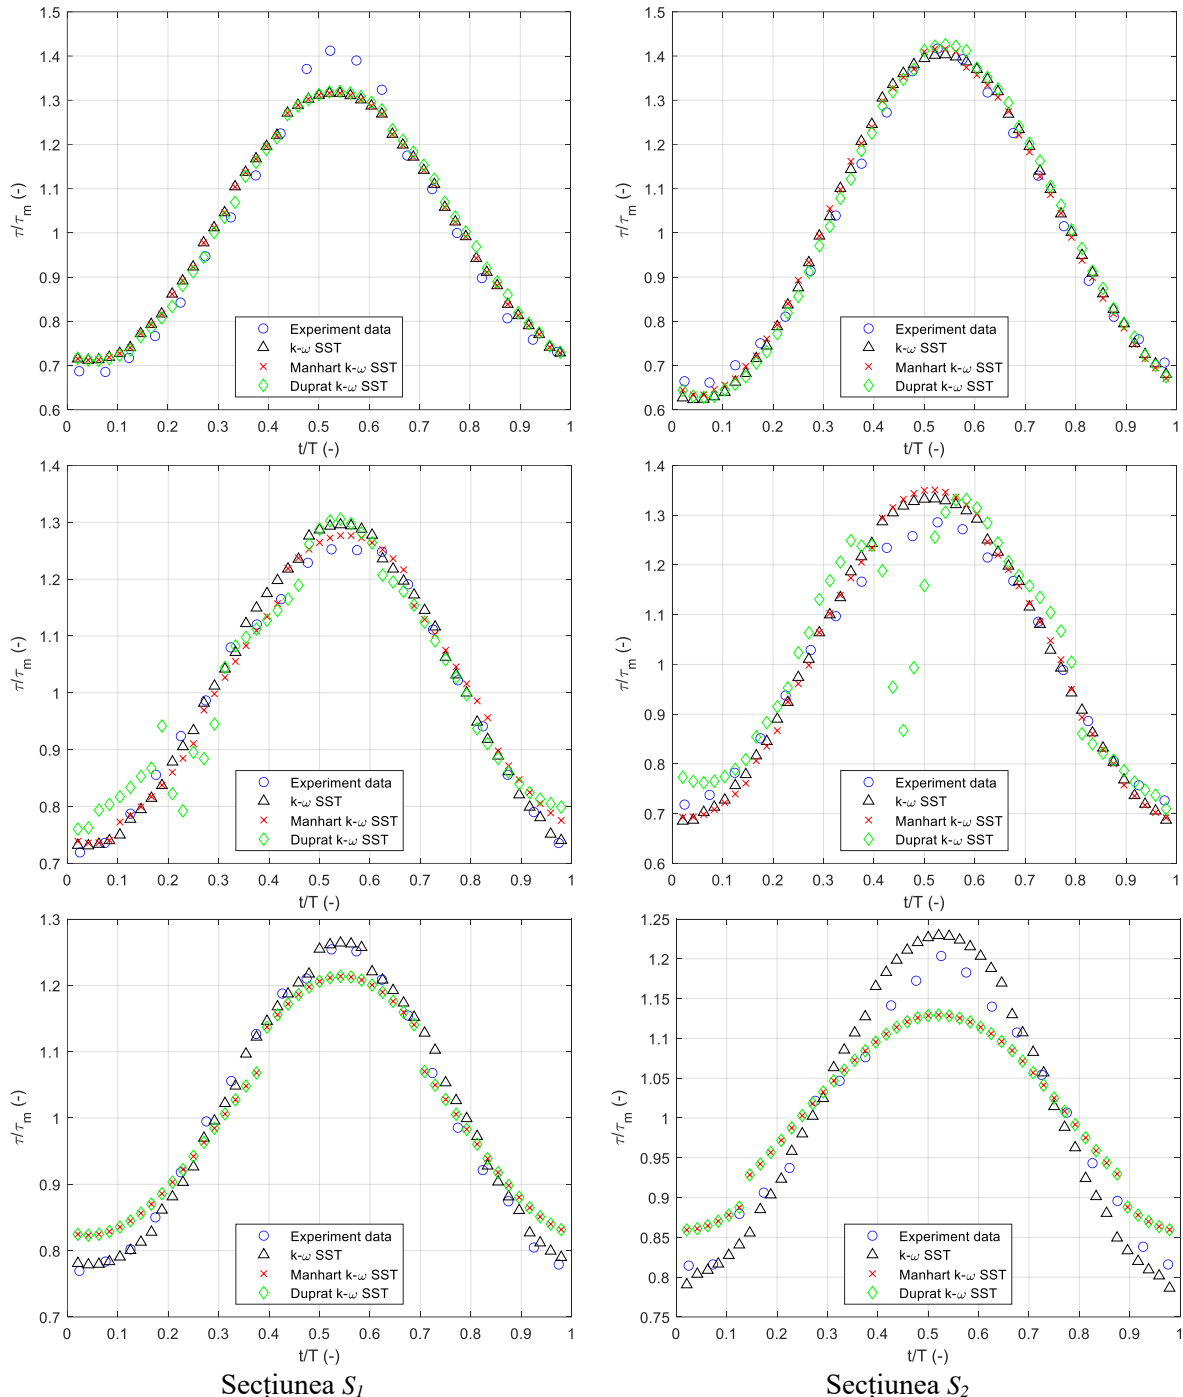 1.5
1.4
1.3
1.2
1.1
1
0.9
0.8
0.7
0.6
τ/τm (-)
0 0.1 0.2 0.3 0.4 0.5 0.6 0.7 0.8 0.9 1
t/T (-)
Experiment data
k-ω SST
Manhart k-ω SST
Duprat k-ω SST
1.5
1.4
1.3
1.2
1.1
1
0.9
0.8
0.7
0.6
τ/τm (-)
0 0.1 0.2 0.3 0.4 0.5 0.6 0.7 0.8 0.9 1
t/T (-)
Experiment data
k-ω SST
Manhart k-ω SST
Duprat k-ω SST
1.4
1.3
1.2
1.1
1
0.9
0.8
0.7
τ/τm (-)
0 0.1 0.2 0.3 0.4 0.5 0.6 0.7 0.8 0.9 1
t/T (-)
Experiment data
k-ω SST
Manhart k-ω SST
Duprat k-ω SST
1.4
1.3
1.2
1.1
1
0.9
0.8
0.7
0.6
τ/τm (-)
0 0.1 0.2 0.3 0.4 0.5 0.6 0.7 0.8 0.9 1
t/T (-)
Experiment data
k-ω SST
Manhart k-ω SST
Duprat k-ω SST
1.3
1.2
1.1
1
0.9
0.8
0.7
τ/τm (-)
0 0.1 0.2 0.3 0.4 0.5 0.6 0.7 0.8 0.9 1
t/T (-)
Experiment data
k-ω SST
Manhart k-ω SST
Duprat k-ω SST
1.25
1.2
1.15
1.1
1.05
1
0.95
0.9
0.85
0.8
0.75
τ/τm (-)
0 0.1 0.2 0.3 0.4 0.5 0.6 0.7 0.8 0.9 1
t/T (-)
Experiment data
k-ω SST
Manhart k-ω SST
Duprat k-ω SST
Secțiunea S1
Secțiunea S2